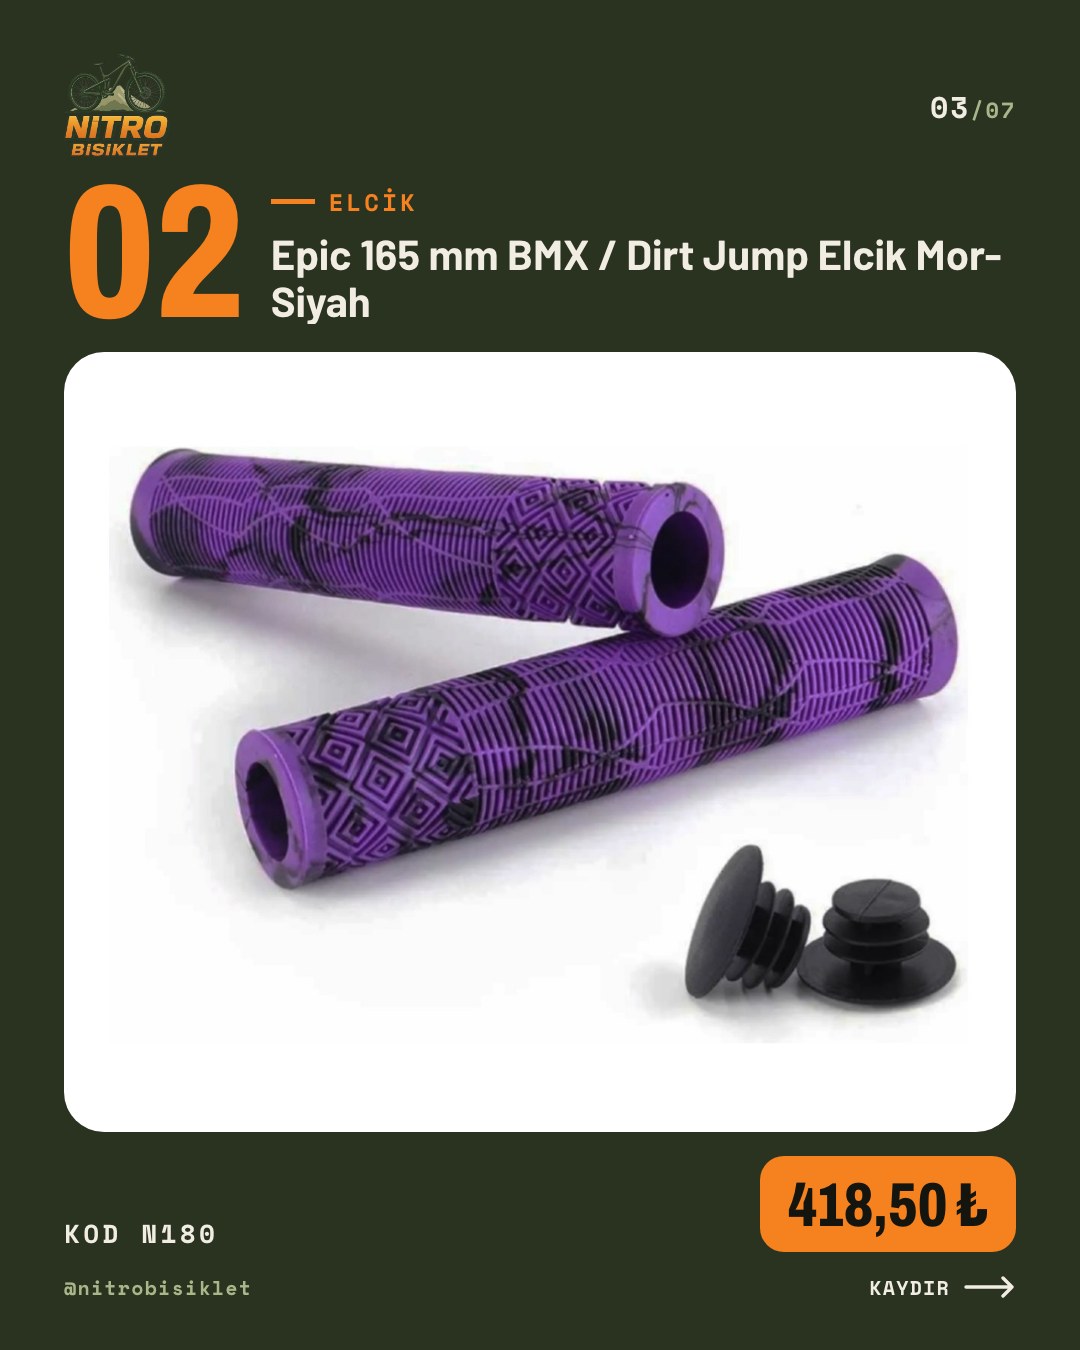 NiTRO
BISIKLET
03/07
02
ELCİK
Epic 165 mm BMX / Dirt Jump Elcik Mor-
Siyah
418,50 ₺
KOD N180
@nitrobisiklet
KAYDIR